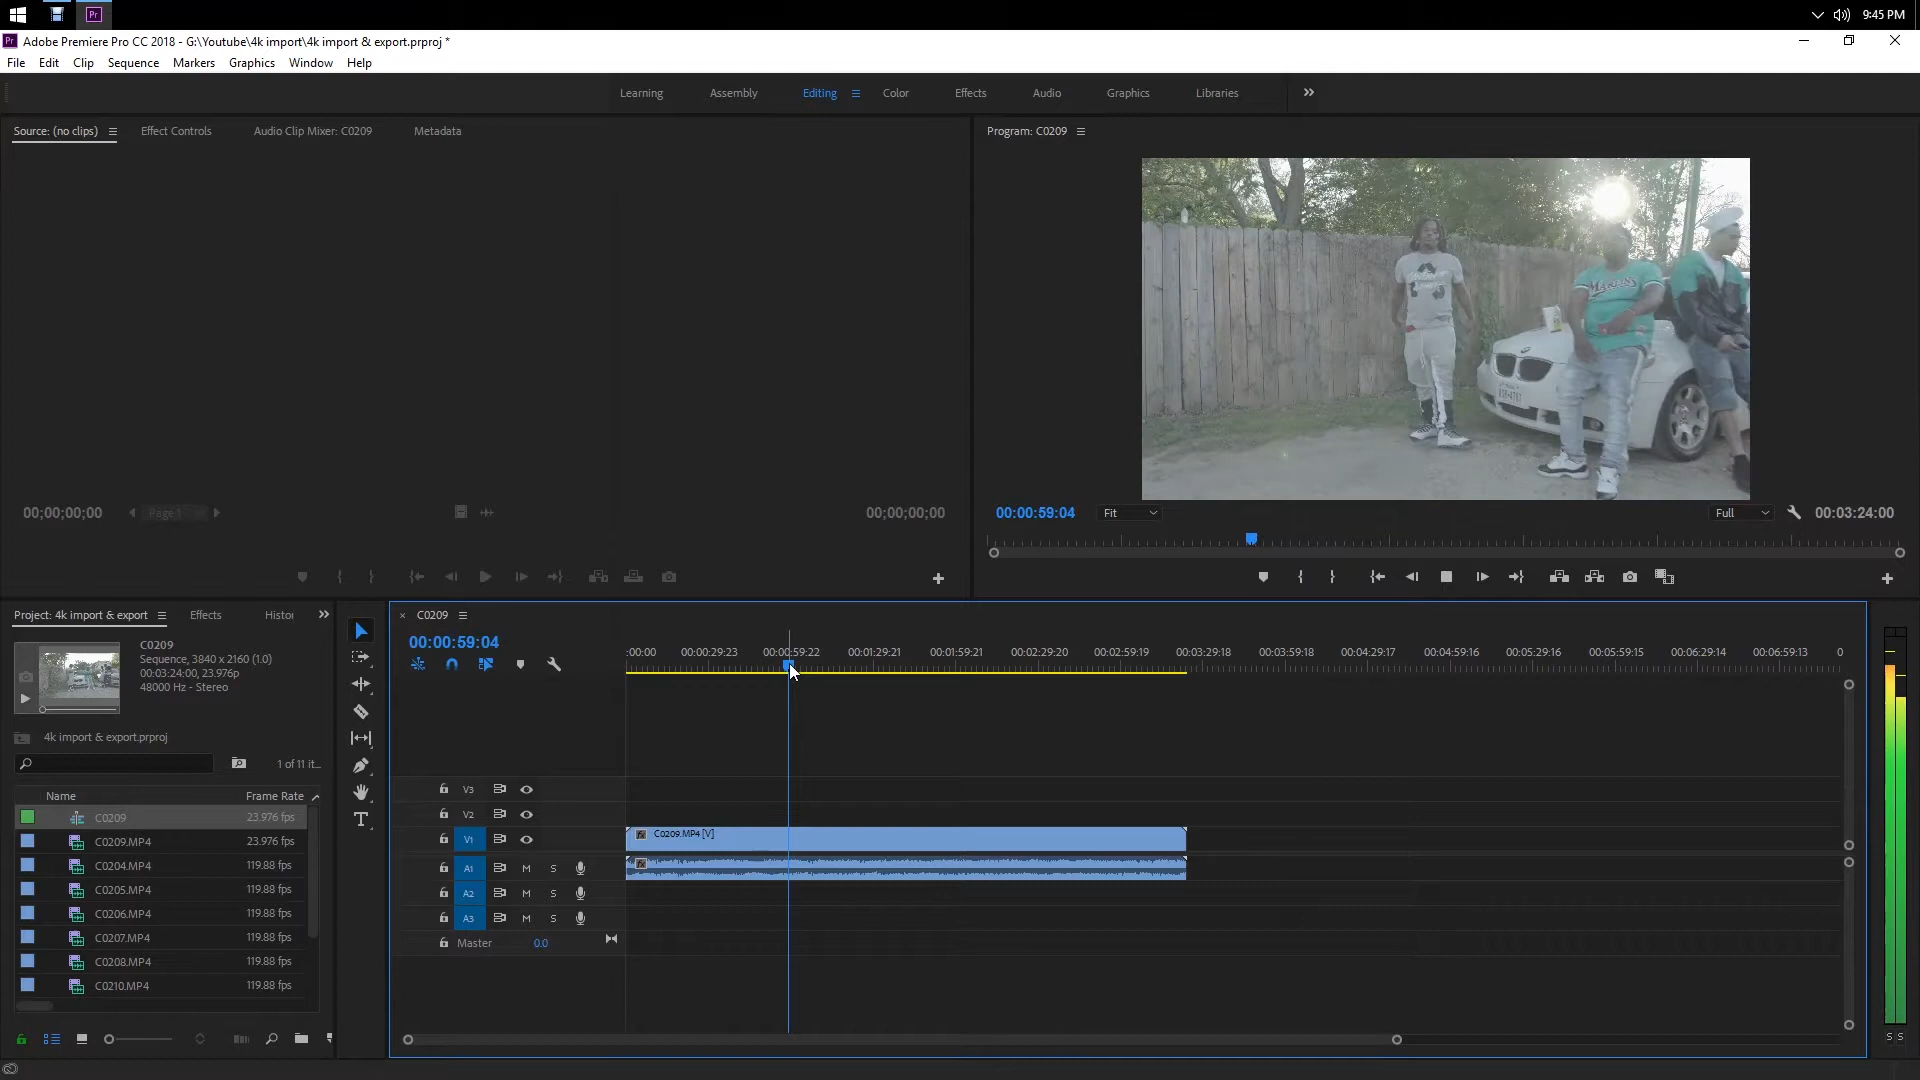 9:45 PM
Pr Adobe Premiere Pro CC 2018 - G:\Youtube\4k import\4k import & export.prproj *
File Edit Clip Sequence Markers Graphics Window Help
Learning Assembly Editing Color Effects Audio Graphics Libraries
Source: (no clips) Effect Controls Audio Clip Mixer: C0209 Metadata
Program: C0209
MARLINS
00;00;00;00 Page 1 00;00;00;00
00:00:59:04 Fit Full 00:03:24:00
Project: 4k import & export Effects Histor
C0209
Sequence, 3840 x 2160 (1.0)
00:03:24:00, 23.976p
48000 Hz - Stereo
4k import & export.prproj
1 of 11 it...
Name Frame Rate
C0209 23.976 fps
C0209.MP4 23.976 fps
C0204.MP4 119.88 fps
C0205.MP4 119.88 fps
C0206.MP4 119.88 fps
C0207.MP4 119.88 fps
C0208.MP4 119.88 fps
C0210.MP4 119.88 fps
× C0209
00:00:59:04
:00:00 00:00:29:23 00:00:59:22 00:01:29:21 00:01:59:21 00:02:29:20 00:02:59:19 00:03:29:18 00:03:59:18 00:04:29:17 00:04:59:16 00:05:29:16 00:05:59:15 00:06:29:14 00:06:59:13 0
V3
V2
V1 fx C0209.MP4 [V]
A1 M S fx
A2 M S
A3 M S
Master 0.0
S S